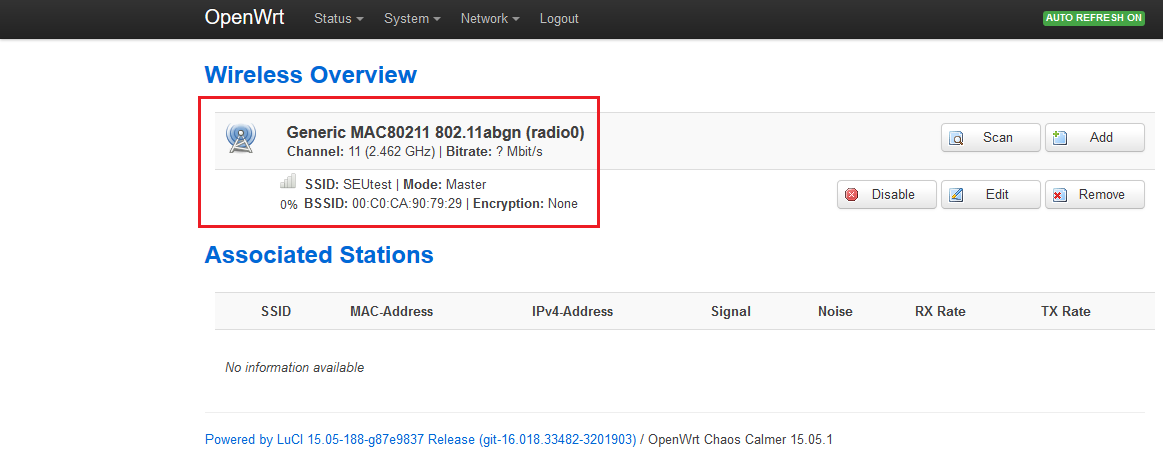 OpenWrt Status System Network Logout AUTO REFRESH ON
Wireless Overview
Generic MAC80211 802.11abgn (radio0)
Channel: 11 (2.462 GHz) | Bitrate: ? Mbit/s
Scan Add
SSID: SEUtest | Mode: Master
0% BSSID: 00:C0:CA:90:79:29 | Encryption: None
Disable Edit Remove
Associated Stations
SSID MAC-Address IPv4-Address Signal Noise RX Rate TX Rate
No information available
Powered by LuCI 15.05-188-g87e9837 Release (git-16.018.33482-3201903) / OpenWrt Chaos Calmer 15.05.1